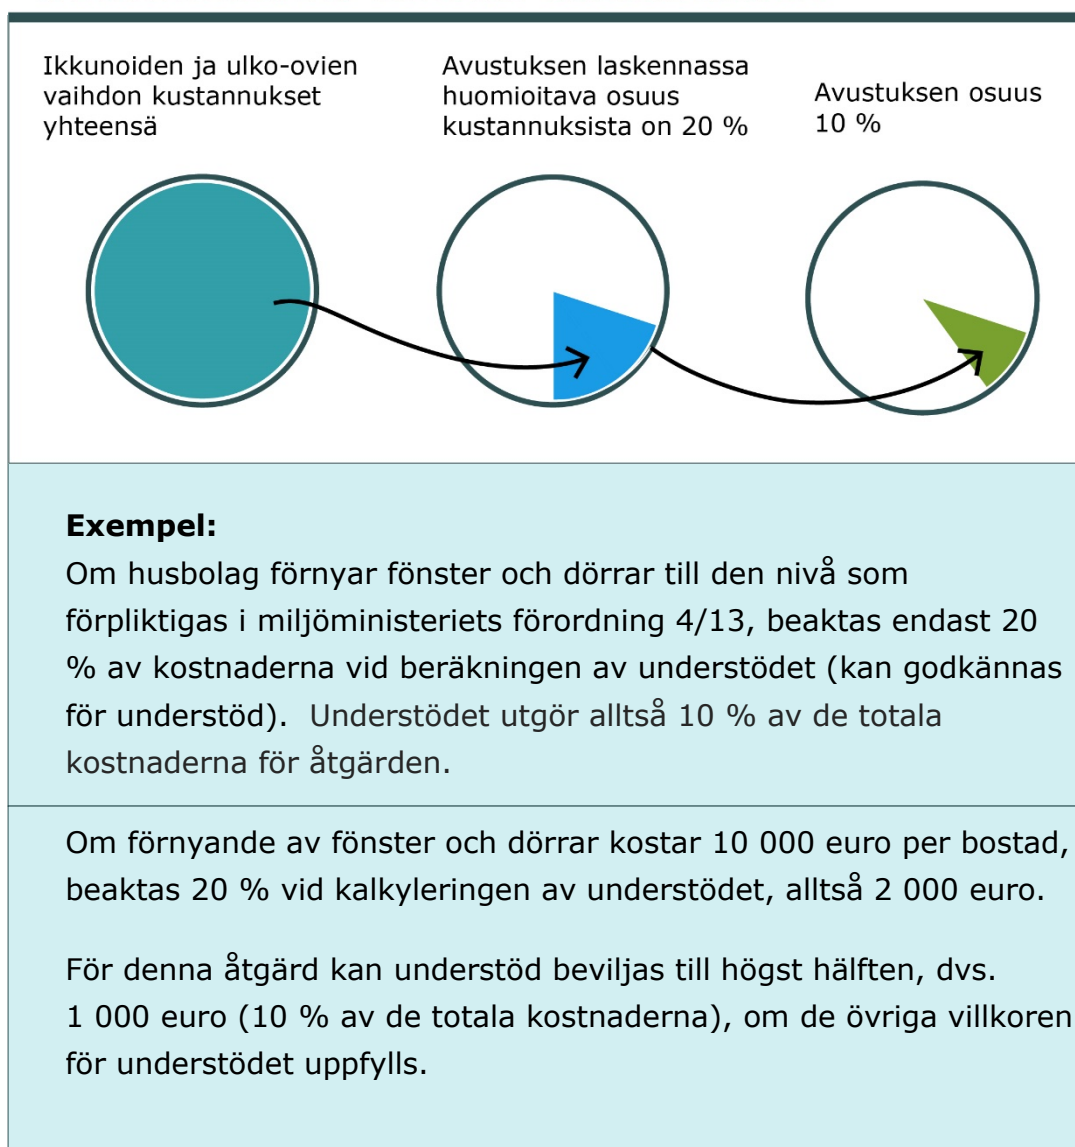 Ikkunoiden ja ulko-ovien
vaihdon kustannukset
yhteensä
Avustuksen laskennassa
huomioitava osuus
kustannuksista on 20 %
Avustuksen osuus
10 %
Exempel:
Om husbolag förnyar fönster och dörrar till den nivå som
förpliktigas i miljöministeriets förordning 4/13, beaktas endast 20
% av kostnaderna vid beräkningen av understödet (kan godkännas
för understöd). Understödet utgör alltså 10 % av de totala
kostnaderna för åtgärden.
Om förnyande av fönster och dörrar kostar 10 000 euro per bostad,
beaktas 20 % vid kalkyleringen av understödet, alltså 2 000 euro.
För denna åtgärd kan understöd beviljas till högst hälften, dvs.
1 000 euro (10 % av de totala kostnaderna), om de övriga villkoren
för understödet uppfylls.